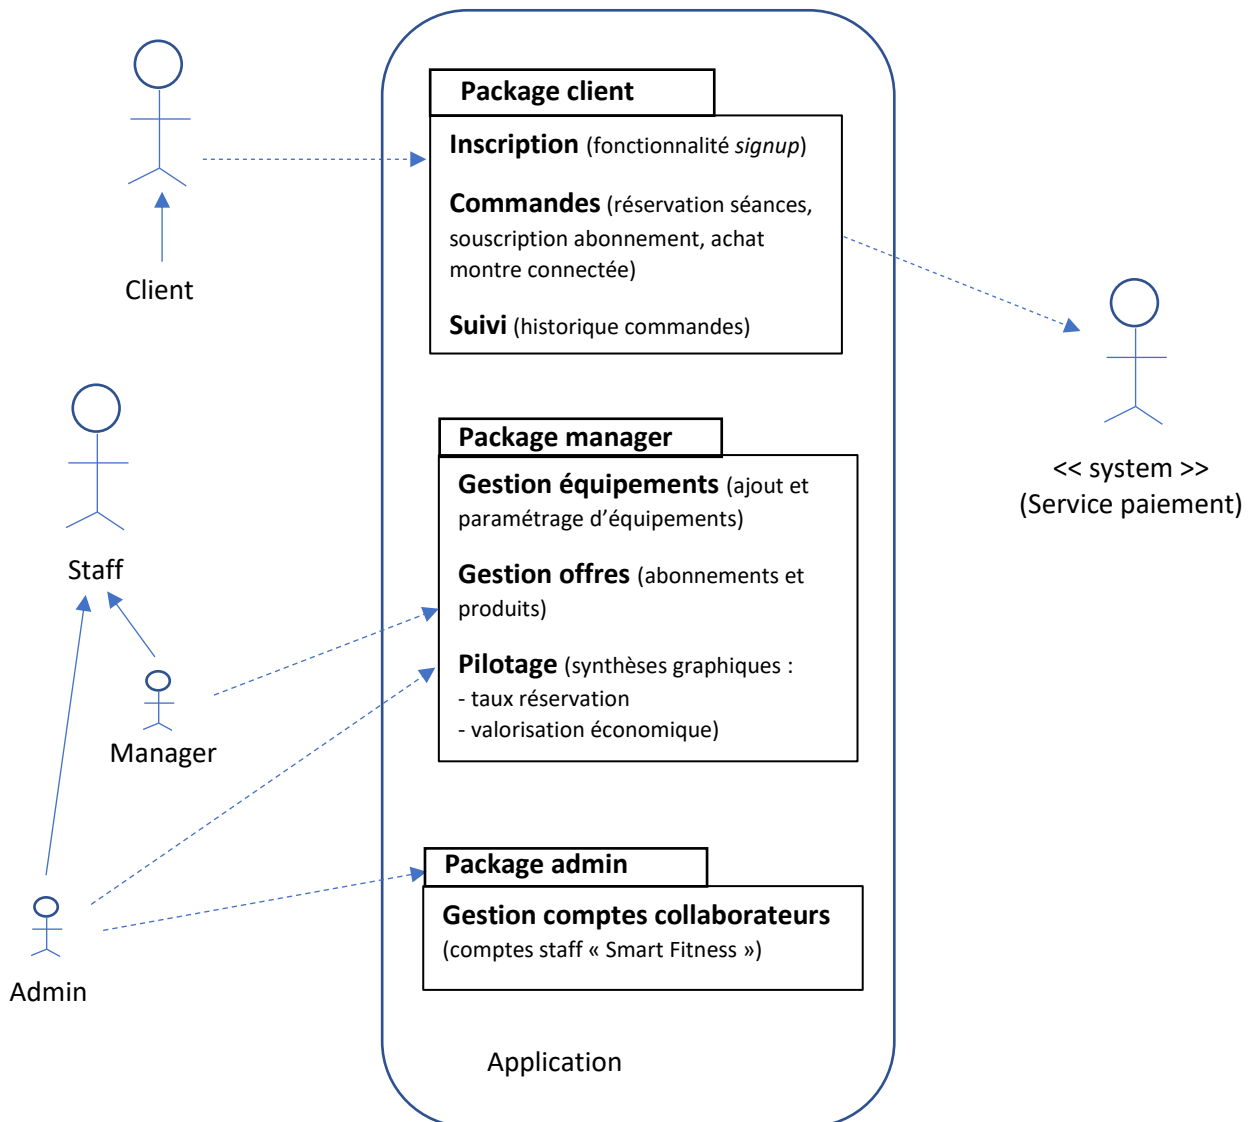 Package client
Inscription (fonctionnalité signup)
Commandes (réservation séances,
souscription abonnement, achat
montre connectée)
Suivi (historique commandes)
Client
<< system >>
(Service paiement)
Staff
Package manager
Gestion équipements (ajout et
paramétrage d’équipements)
Gestion offres (abonnements et
produits)
Pilotage (synthèses graphiques :
- taux réservation
- valorisation économique)
Manager
Admin
Package admin
Gestion comptes collaborateurs
(comptes staff « Smart Fitness »)
Application